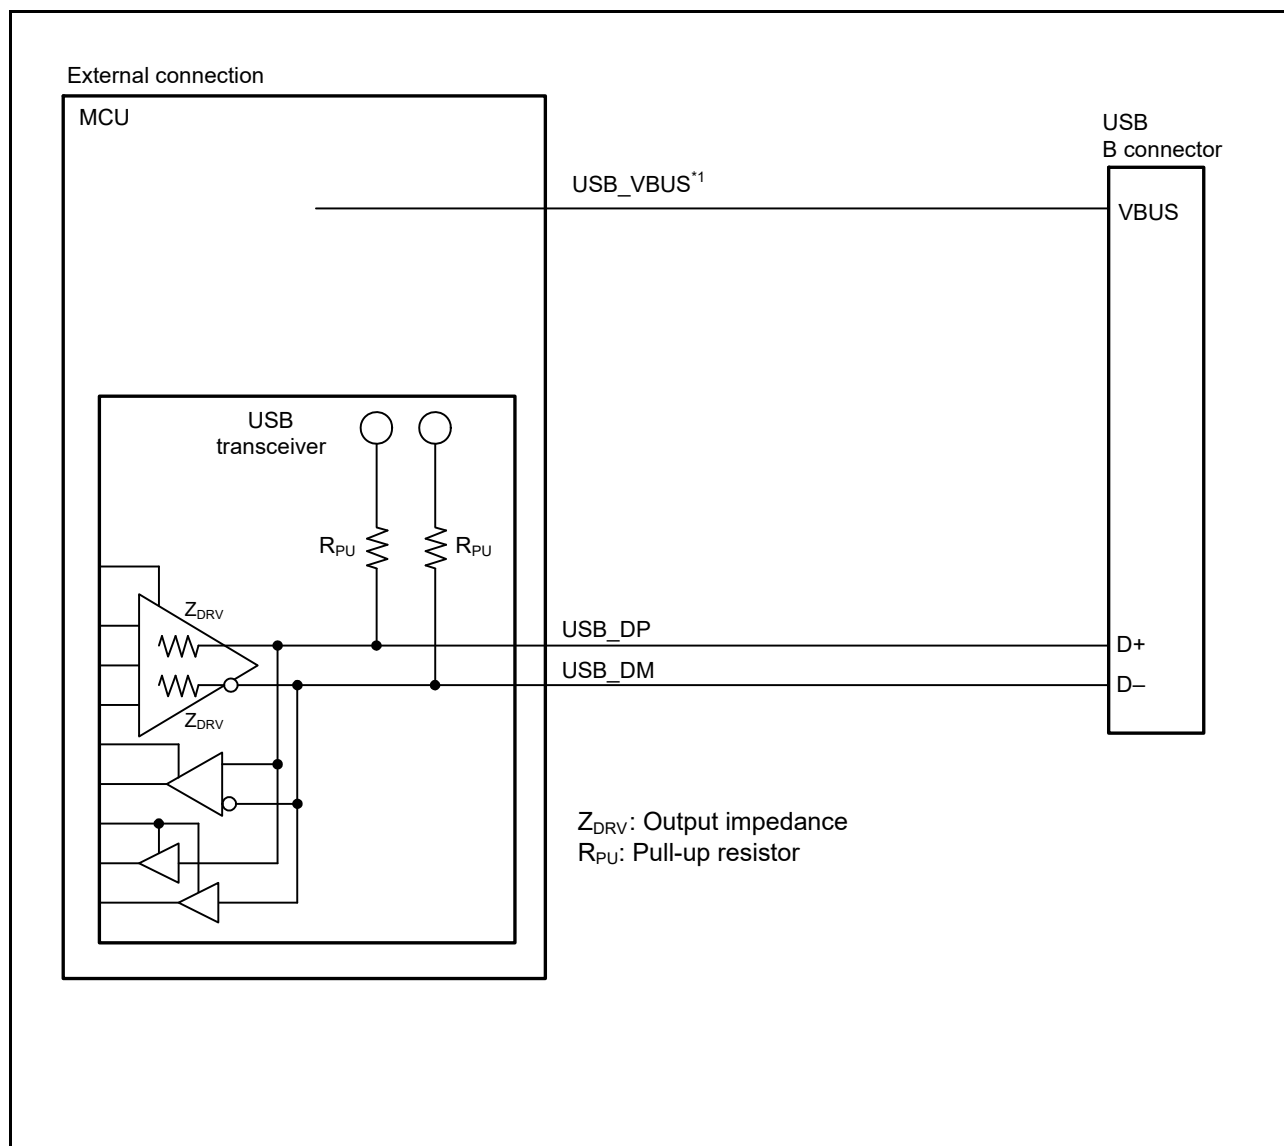 External connection
MCU
USB
B connector
USB_VBUS*1
VBUS
USB
transceiver
RPU
RPU
ZDRV
USB_DP
D+
USB_DM
D–
ZDRV
ZDRV: Output impedance
RPU: Pull-up resistor